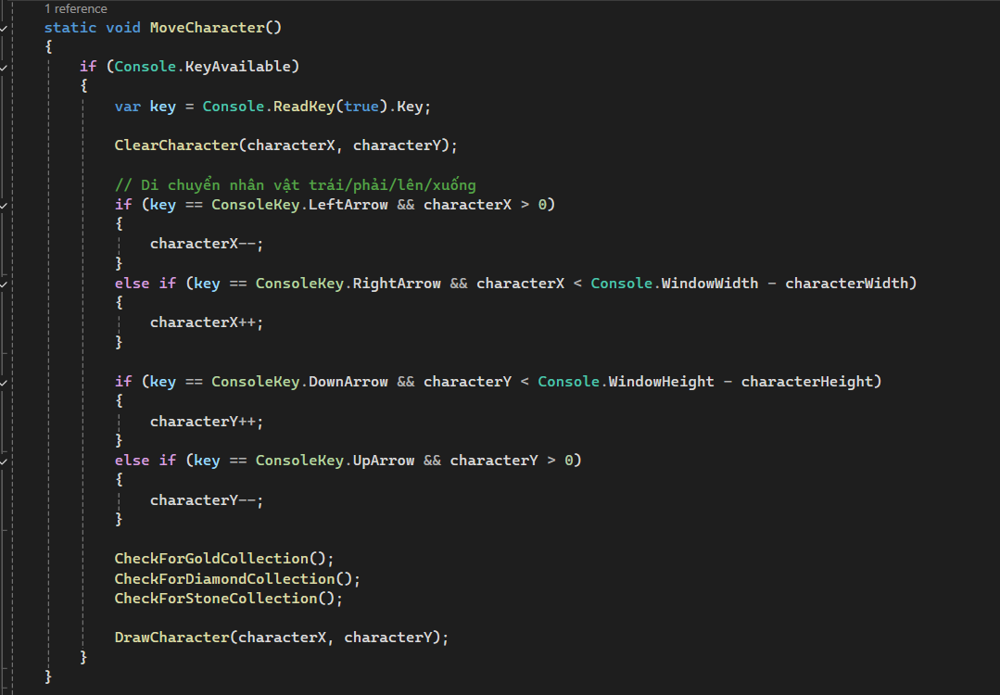 1 reference
static void MoveCharacter()
{
if (Console.KeyAvailable)
{
var key = Console.ReadKey(true).Key;
ClearCharacter(characterX, characterY);
// Di chuyển nhân vật trái/phải/lên/xuống
if (key == ConsoleKey.LeftArrow && characterX > 0)
{
characterX--;
}
else if (key == ConsoleKey.RightArrow && characterX < Console.WindowWidth - characterWidth)
{
characterX++;
}
if (key == ConsoleKey.DownArrow && characterY < Console.WindowHeight - characterHeight)
{
characterY++;
}
else if (key == ConsoleKey.UpArrow && characterY > 0)
{
characterY--;
}
CheckForGoldCollection();
CheckForDiamondCollection();
CheckForStoneCollection();
DrawCharacter(characterX, characterY);
}
}